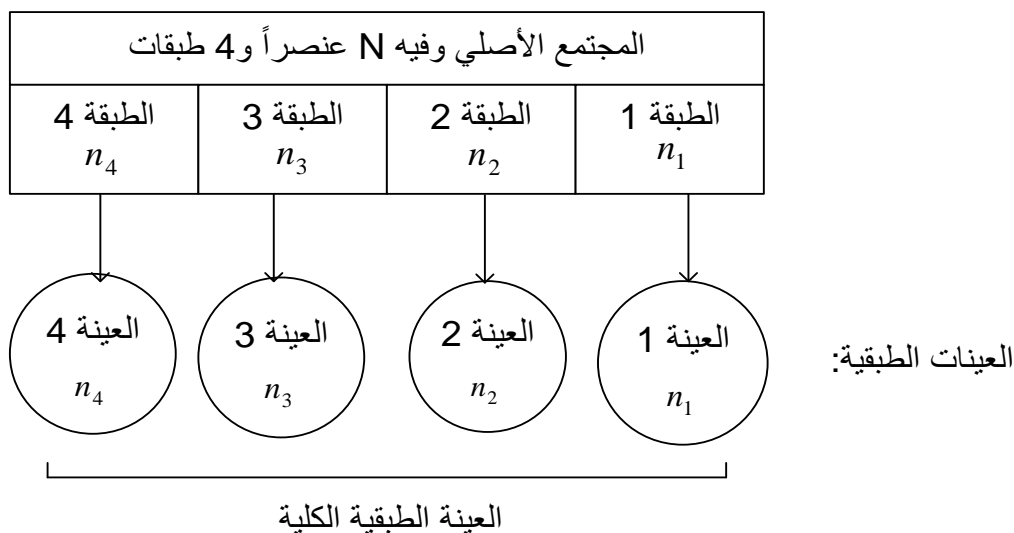 المجتمع الأصلي وفيه N عنصراً و4 طبقات
الطبقة 1
n₁
الطبقة 2
n₂
الطبقة 3
n₃
الطبقة 4
n₄
العينات الطبقية:
العينة 1
n₁
العينة 2
n₂
العينة 3
n₃
العينة 4
n₄
العينة الطبقية الكلية